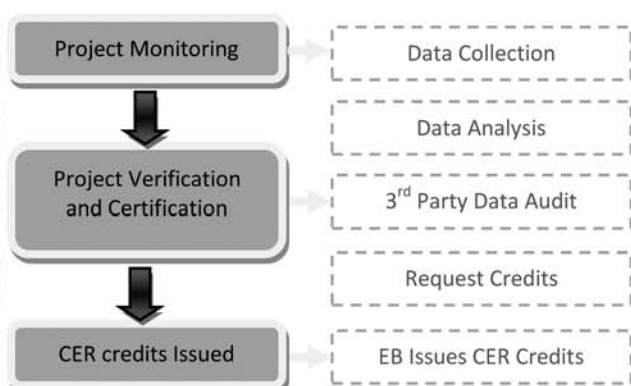 Project Monitoring
Data Collection
Data Analysis
Project Verification
and Certification
3rd Party Data Audit
Request Credits
CER credits Issued
EB Issues CER Credits